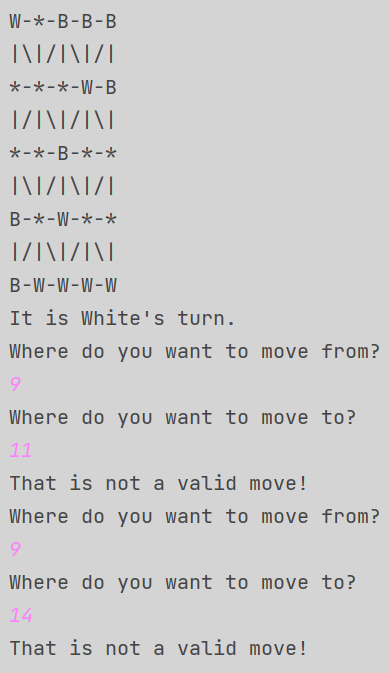 W-*-B-B-B
|\|/|\|/|
*-*-*-W-B
|/|\|/|\|
*-*-B-*-*
|\|/|\|/|
B-*-W-*-*
|/|\|/|\|
B-W-W-W-W
It is White's turn.
Where do you want to move from?
9
Where do you want to move to?
11
That is not a valid move!
Where do you want to move from?
9
Where do you want to move to?
14
That is not a valid move!